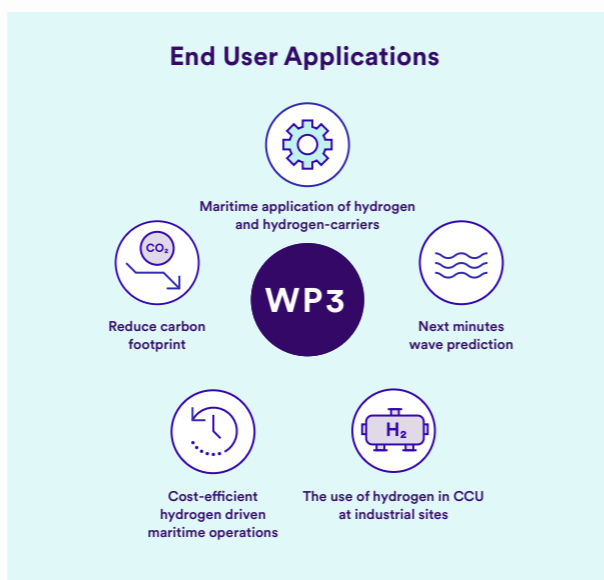 End User Applications
Maritime application of hydrogen
and hydrogen-carriers
CO₂
Reduce carbon
footprint
WP3
Next minutes
wave prediction
Cost-efficient
hydrogen driven
maritime operations
H₂
The use of hydrogen in CCU
at industrial sites